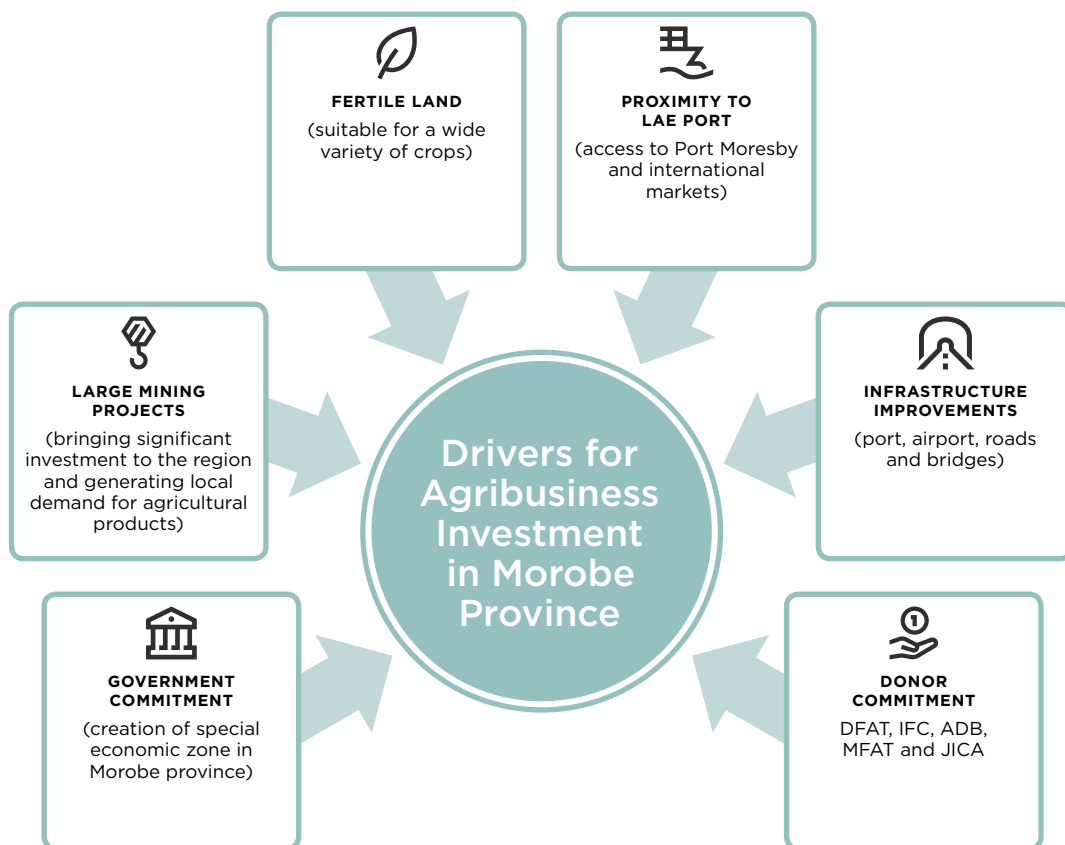 FERTILE LAND
(suitable for a wide
variety of crops)
PROXIMITY TO
LAE PORT
(access to Port Moresby
and international
markets)
LARGE MINING
PROJECTS
(bringing significant
investment to the region
and generating local
demand for agricultural
products)
INFRASTRUCTURE
IMPROVEMENTS
(port, airport, roads
and bridges)
Drivers for
Agribusiness
Investment
in Morobe
Province
GOVERNMENT
COMMITMENT
(creation of special
economic zone in
Morobe province)
1
DONOR
COMMITMENT
DFAT, IFC, ADB,
MFAT and JICA